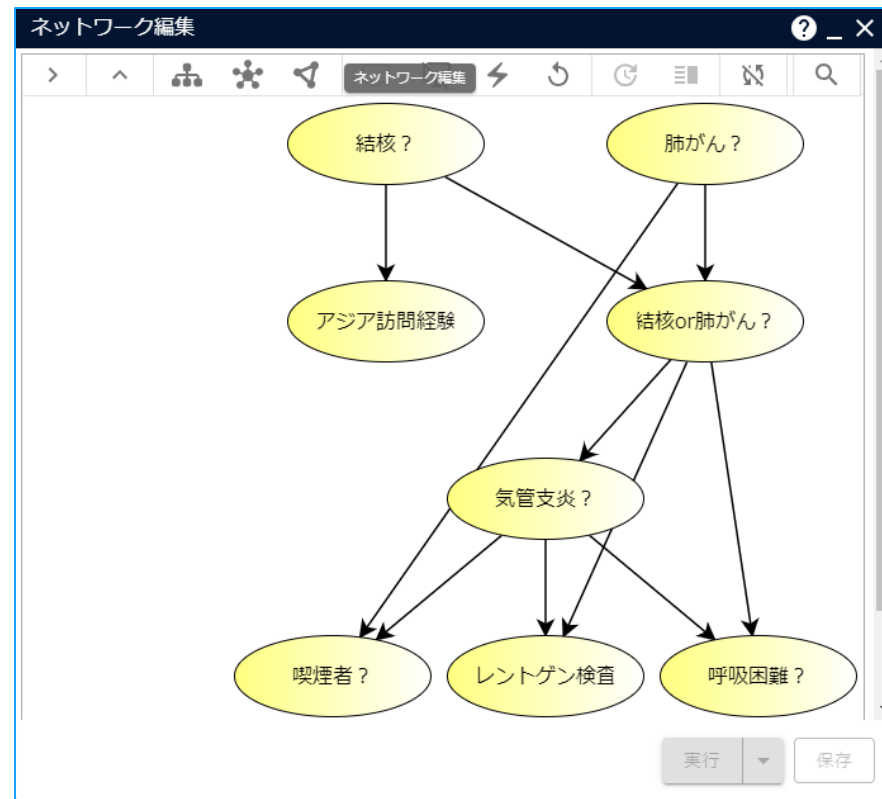 ネットワーク編集
ネットワーク編集
結核？
肺がん？
アジア訪問経験
結核or肺がん？
気管支炎？
喫煙者？
レントゲン検査
呼吸困難？
実行
保存